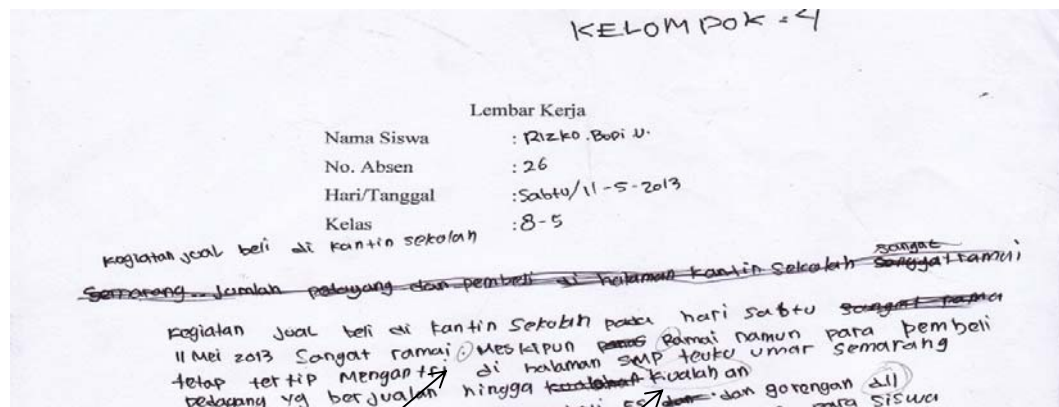 KELOMPOK : 4
Lembar Kerja
Nama Siswa : Rizko Bopi U.
No. Absen : 26
Hari/Tanggal : Sabtu/11-5-2013
Kelas : 8-5
Kegiatan jual beli di kantin sekolah
sangat
Semarang.. Jumlah dan pembeli di halaman kantin Sekolah ramai
Kegiatan jual beli di kantin Sekolah pada hari sabtu
11 Mei 2013 Sangat ramai. Meskipun Ramai namun para pembeli
tetap tertip Mengantri di halaman SMP teuku umar Semarang
pedagang yg berjualan hingga kualahan
dan gorengan dll
para siswa